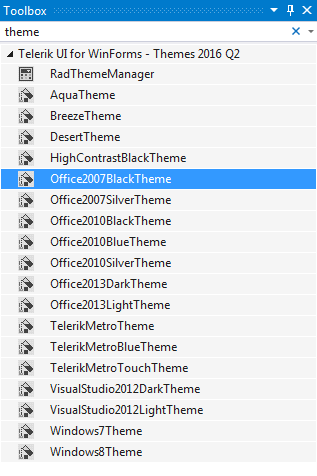 Toolbox
theme
Telerik UI for WinForms - Themes 2016 Q2
RadThemeManager
AquaTheme
BreezeTheme
DesertTheme
HighContrastBlackTheme
Office2007BlackTheme
Office2007SilverTheme
Office2010BlackTheme
Office2010BlueTheme
Office2010SilverTheme
Office2013DarkTheme
Office2013LightTheme
TelerikMetroTheme
TelerikMetroBlueTheme
TelerikMetroTouchTheme
VisualStudio2012DarkTheme
VisualStudio2012LightTheme
Windows7Theme
Windows8Theme